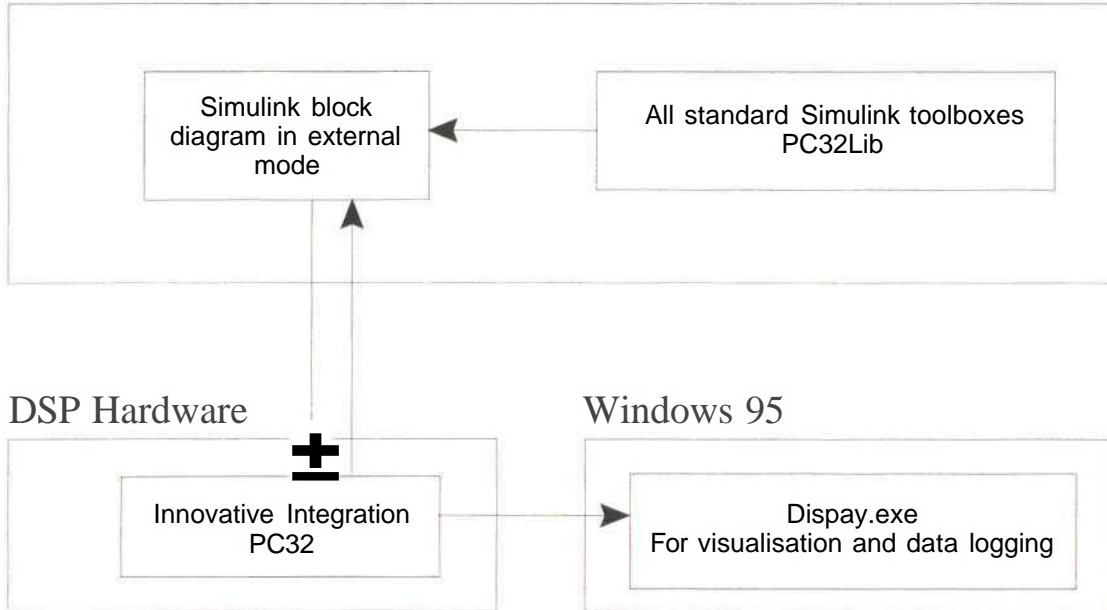 Simulink block
diagram in external
mode
All standard Simulink toolboxes
PC32Lib
DSP Hardware
Windows 95
±
Innovative Integration
PC32
Dispay.exe
For visualisation and data logging